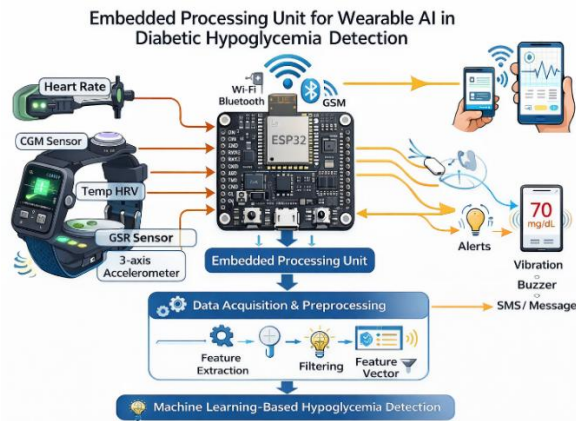 Embedded Processing Unit for Wearable AI in
Diabetic Hypoglycemia Detection
Heart Rate
CGM Sensor
Temp HRV
GSR Sensor
3-axis
Accelerometer
Wi-Fi
Bluetooth
GSM
ESP32
70
mg/dL
Alerts
Vibration
Buzzer
SMS / Message
Embedded Processing Unit
Data Acquisition & Preprocessing
Feature
Extraction
Filtering
Feature
Vector
Machine Learning-Based Hypoglycemia Detection